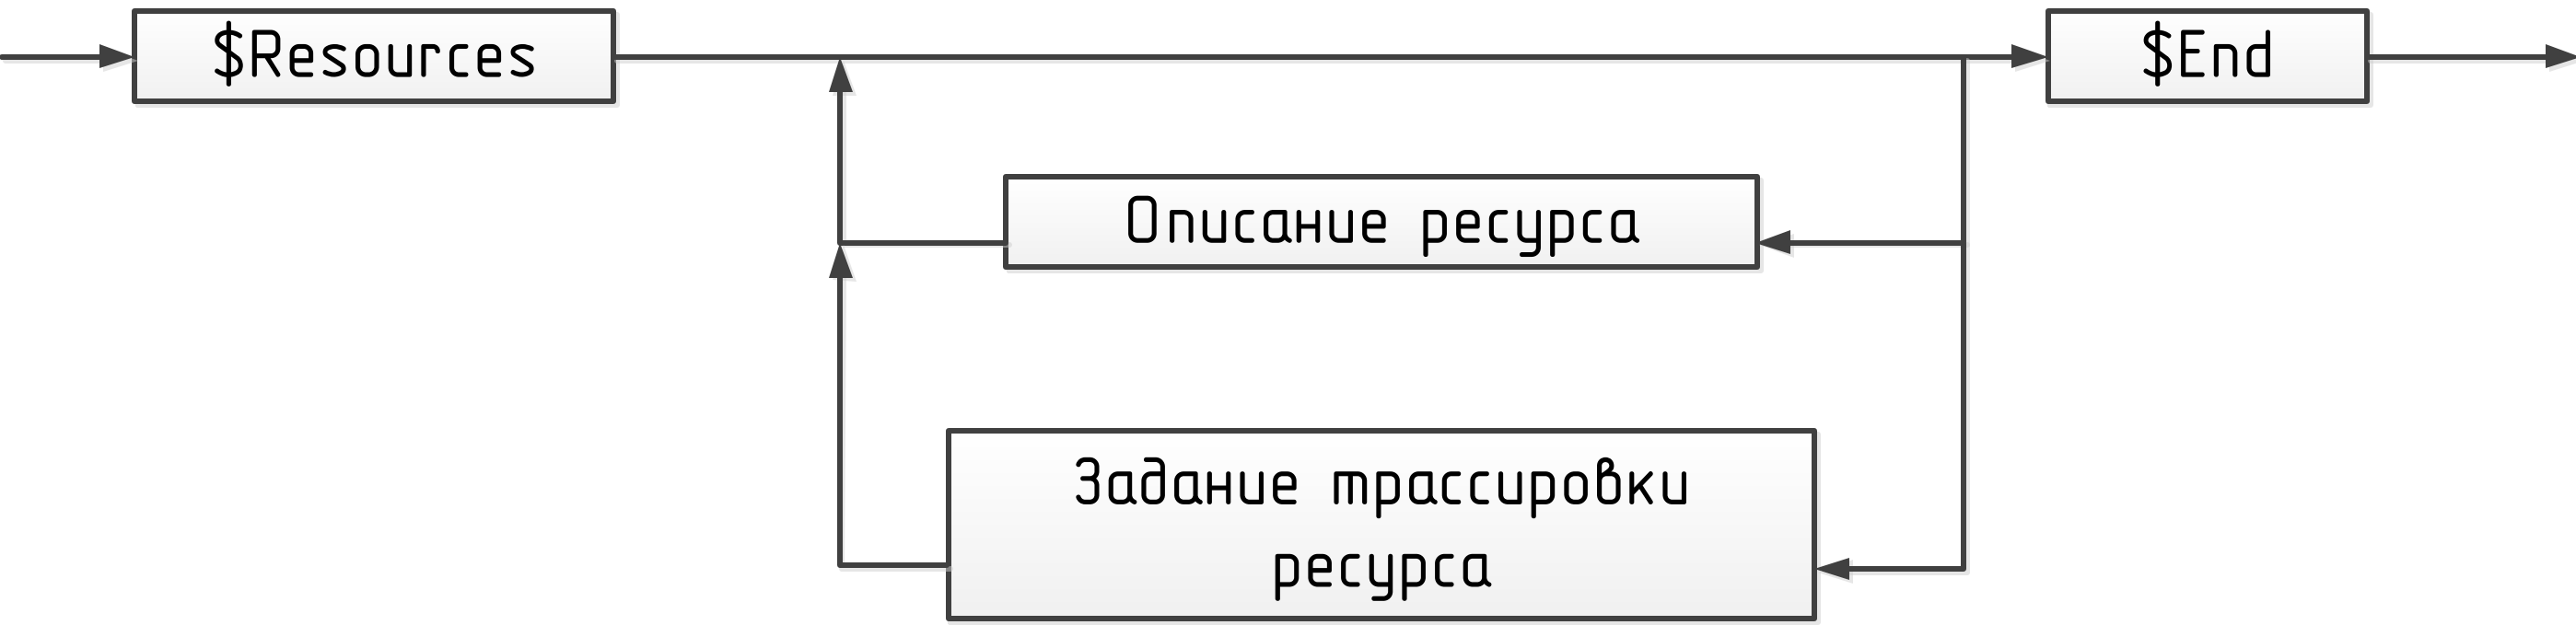 $Resources
$End
Описание ресурса
Задание трассировки
ресурса